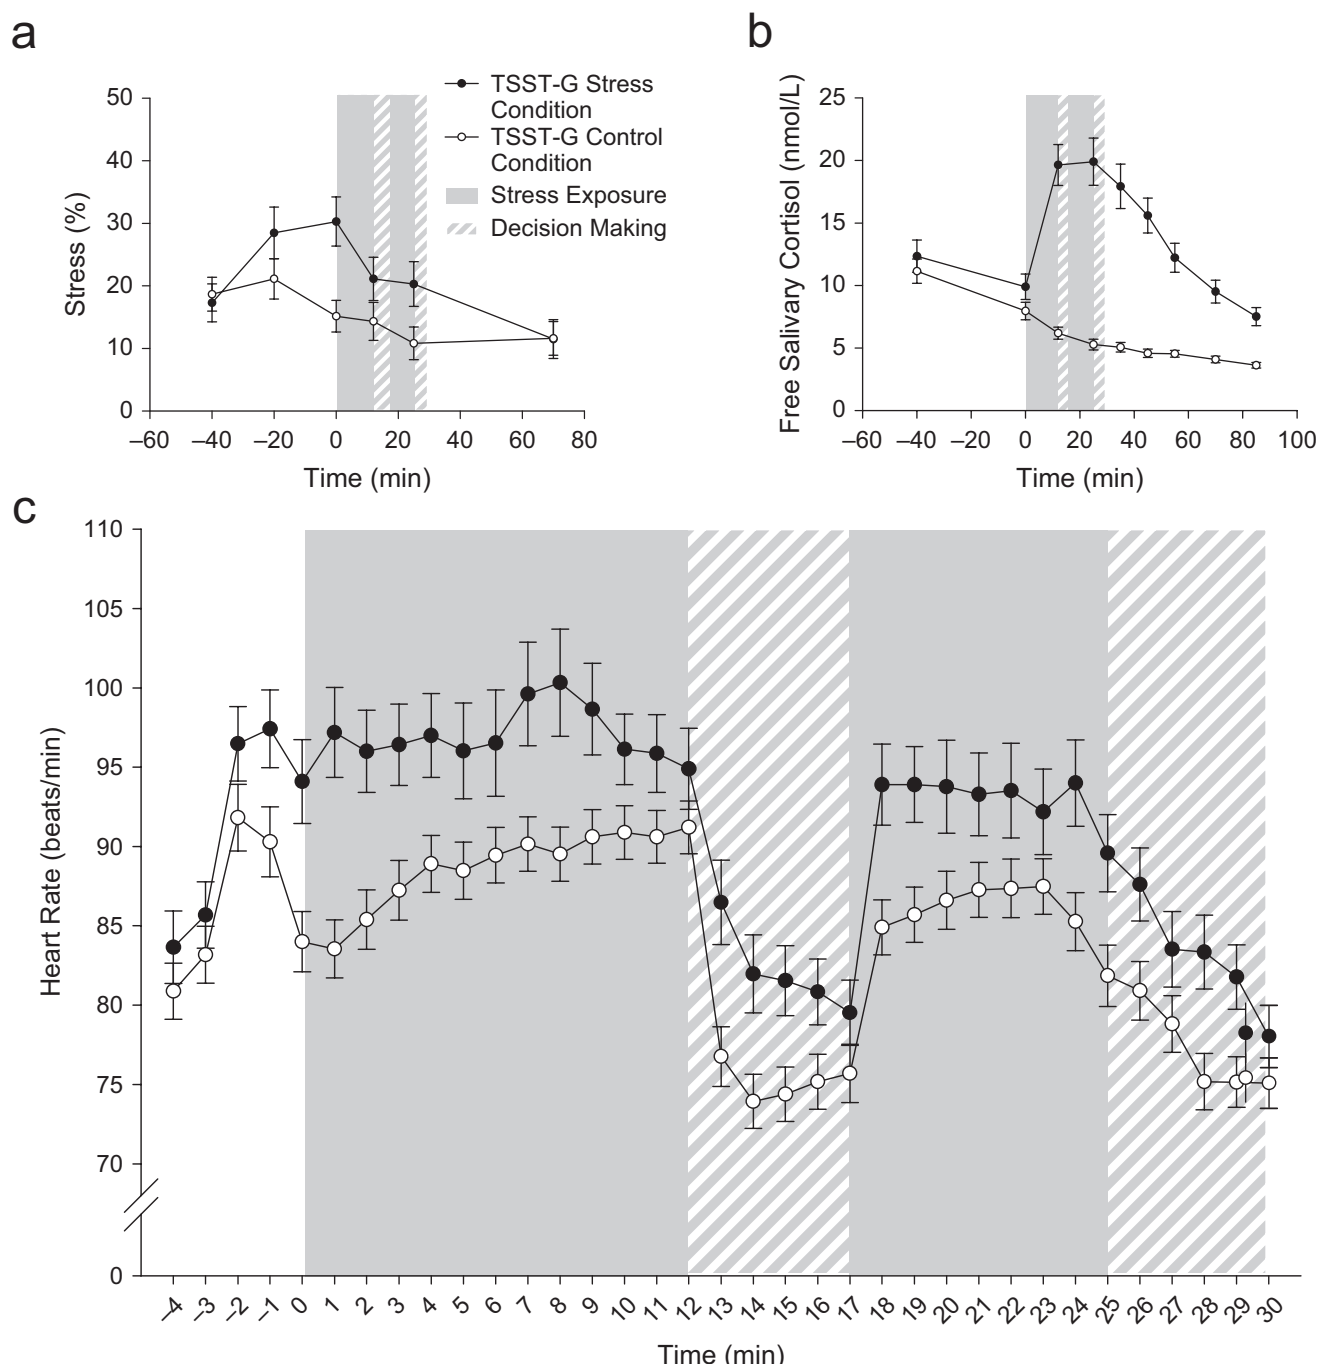 a
b
TSST-G Stress
Condition
TSST-G Control
Condition
Stress Exposure
Decision Making
50
40
30
20
10
0
Stress (%)
–60 –40 –20 0 20 40 60 80
Time (min)
25
20
15
10
5
0
Free Salivary Cortisol (nmol/L)
–60 –40 –20 0 20 40 60 80 100
Time (min)
c
110
105
100
95
90
85
80
75
70
0
Heart Rate (beats/min)
–4 –3 –2 –1 0 1 2 3 4 5 6 7 8 9 10 11 12 13 14 15 16 17 18 19 20 21 22 23 24 25 26 27 28 29 30
Time (min)